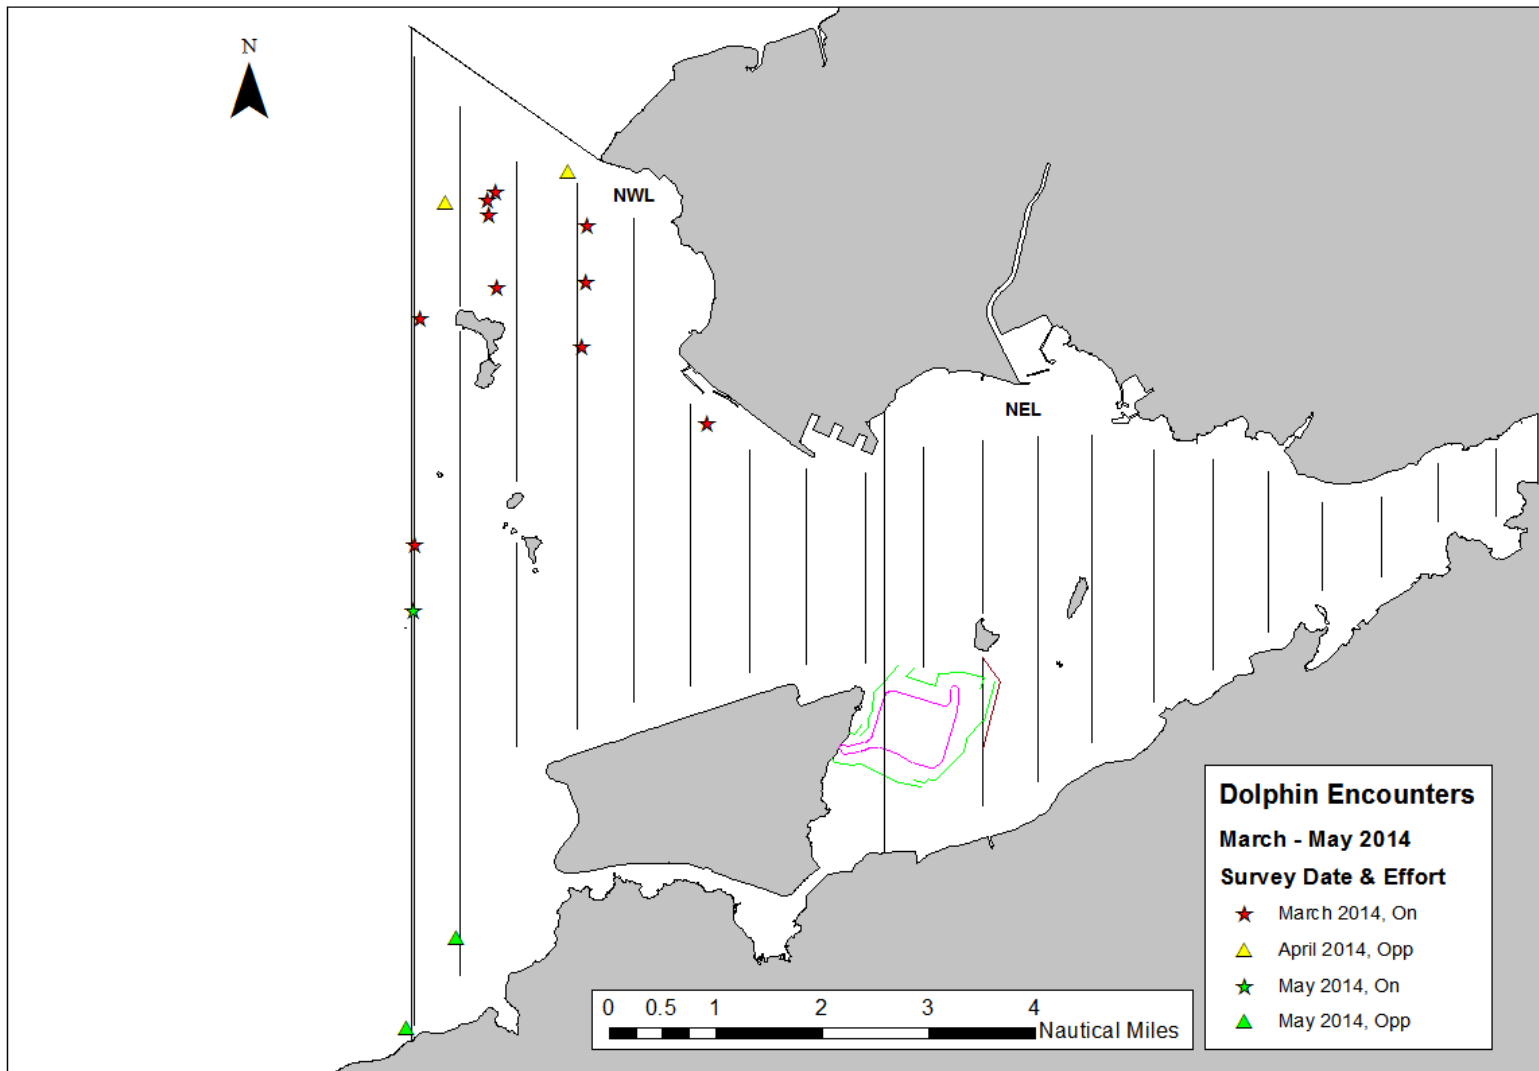 N
NWL
NEL
Dolphin Encounters
March - May 2014
Survey Date & Effort
March 2014, On
April 2014, Opp
May 2014, On
May 2014, Opp
0 0.5 1 2 3 4
Nautical Miles